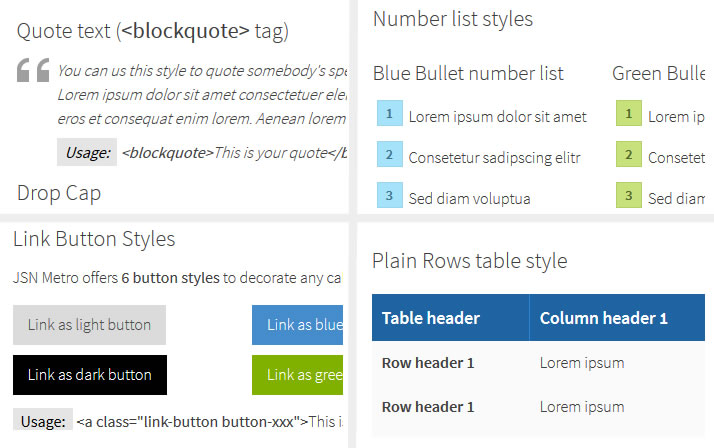 Quote text (<blockquote> tag)
You can us this style to quote somebody's spe
Lorem ipsum dolor sit amet consectetuer ele
eros et consequat enim lorem. Aenean lorem
Usage: <blockquote>This is your quote</b
Drop Cap
Number list styles
Blue Bullet number list
1 Lorem ipsum dolor sit amet
2 Consetetur sadipscing elitr
3 Sed diam voluptua
Green Bulle
1 Lorem ip
2 Consetet
3 Sed diam
Link Button Styles
JSN Metro offers 6 button styles to decorate any ca
Link as light button
Link as blue
Link as dark button
Link as gree
Usage: <a class="link-button button-xxx">This i
Plain Rows table style
Table header Column header 1
Row header 1 Lorem ipsum
Row header 1 Lorem ipsum